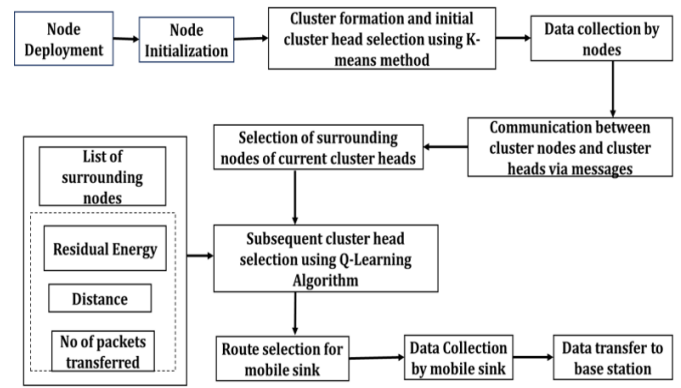 Node
Deployment
Node
Initialization
Cluster formation and initial
cluster head selection using K-
means method
Data collection by
nodes
Communication between
cluster nodes and cluster
heads via messages
Selection of surrounding
nodes of current cluster heads
List of
surrounding
nodes
Residual Energy
Distance
No of packets
transferred
Subsequent cluster head
selection using Q-Learning
Algorithm
Route selection for
mobile sink
Data Collection
by mobile sink
Data transfer to
base station